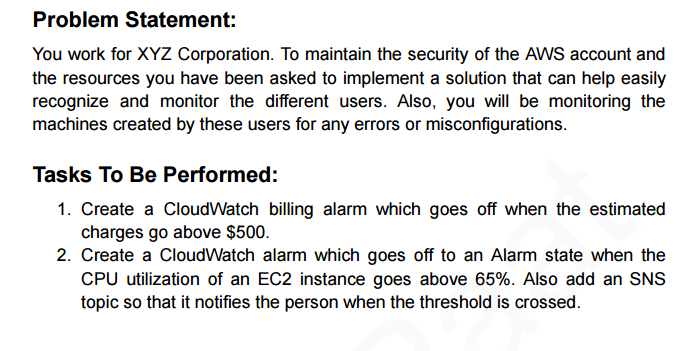 Problem Statement:
You work for XYZ Corporation. To maintain the security of the AWS account and
the resources you have been asked to implement a solution that can help easily
recognize and monitor the different users. Also, you will be monitoring the
machines created by these users for any errors or misconfigurations.
Tasks To Be Performed:
1. Create a CloudWatch billing alarm which goes off when the estimated
charges go above $500.
2. Create a CloudWatch alarm which goes off to an Alarm state when the
CPU utilization of an EC2 instance goes above 65%. Also add an SNS
topic so that it notifies the person when the threshold is crossed.